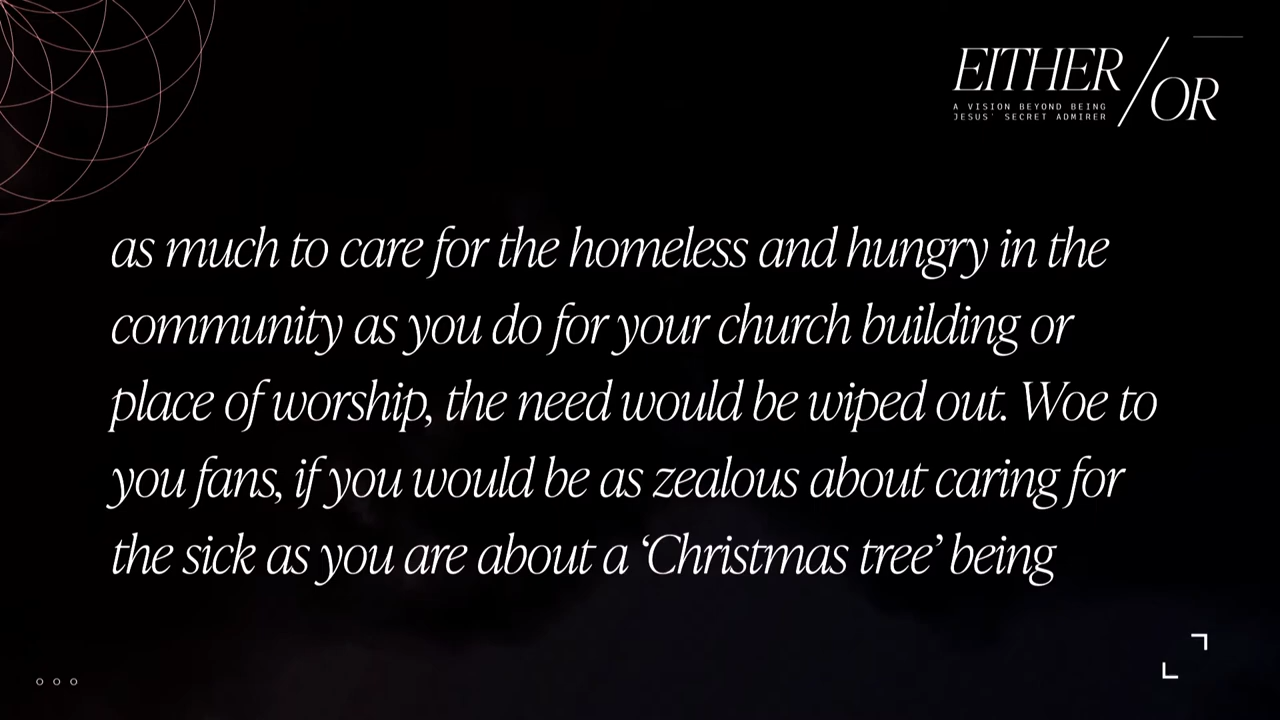 EITHER/OR
A VISION BEYOND BEING
JESUS' SECRET ADMIRER
as much to care for the homeless and hungry in the
community as you do for your church building or
place of worship, the need would be wiped out. Woe to
you fans, if you would be as zealous about caring for
the sick as you are about a ‘Christmas tree’ being